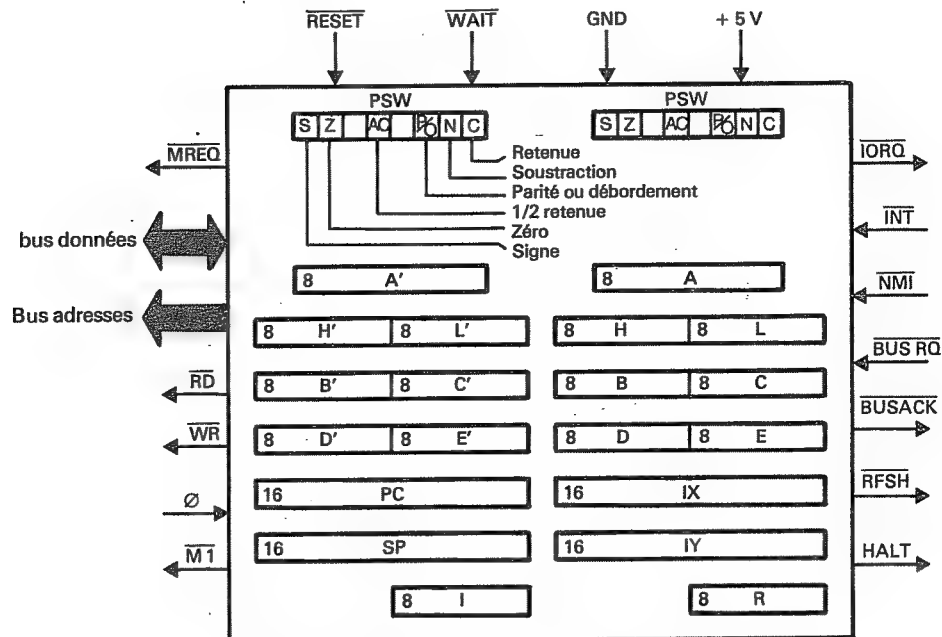 RESET WAIT GND + 5 V
PSW PSW
S Z AC P/O N C S Z AC P/O N C
MREQ Retenue IORQ
Soustraction
Parité ou débordement
1/2 retenue INT
bus données Zéro
Signe
8 A' 8 A NMI
Bus adresses
8 H' 8 L' 8 H 8 L
BUS RQ
RD 8 B' 8 C' 8 B 8 C
BUSACK
WR 8 D' 8 E' 8 D 8 E
16 PC 16 IX RFSH
Ø
M 1 16 SP 16 IY HALT
8 I 8 R